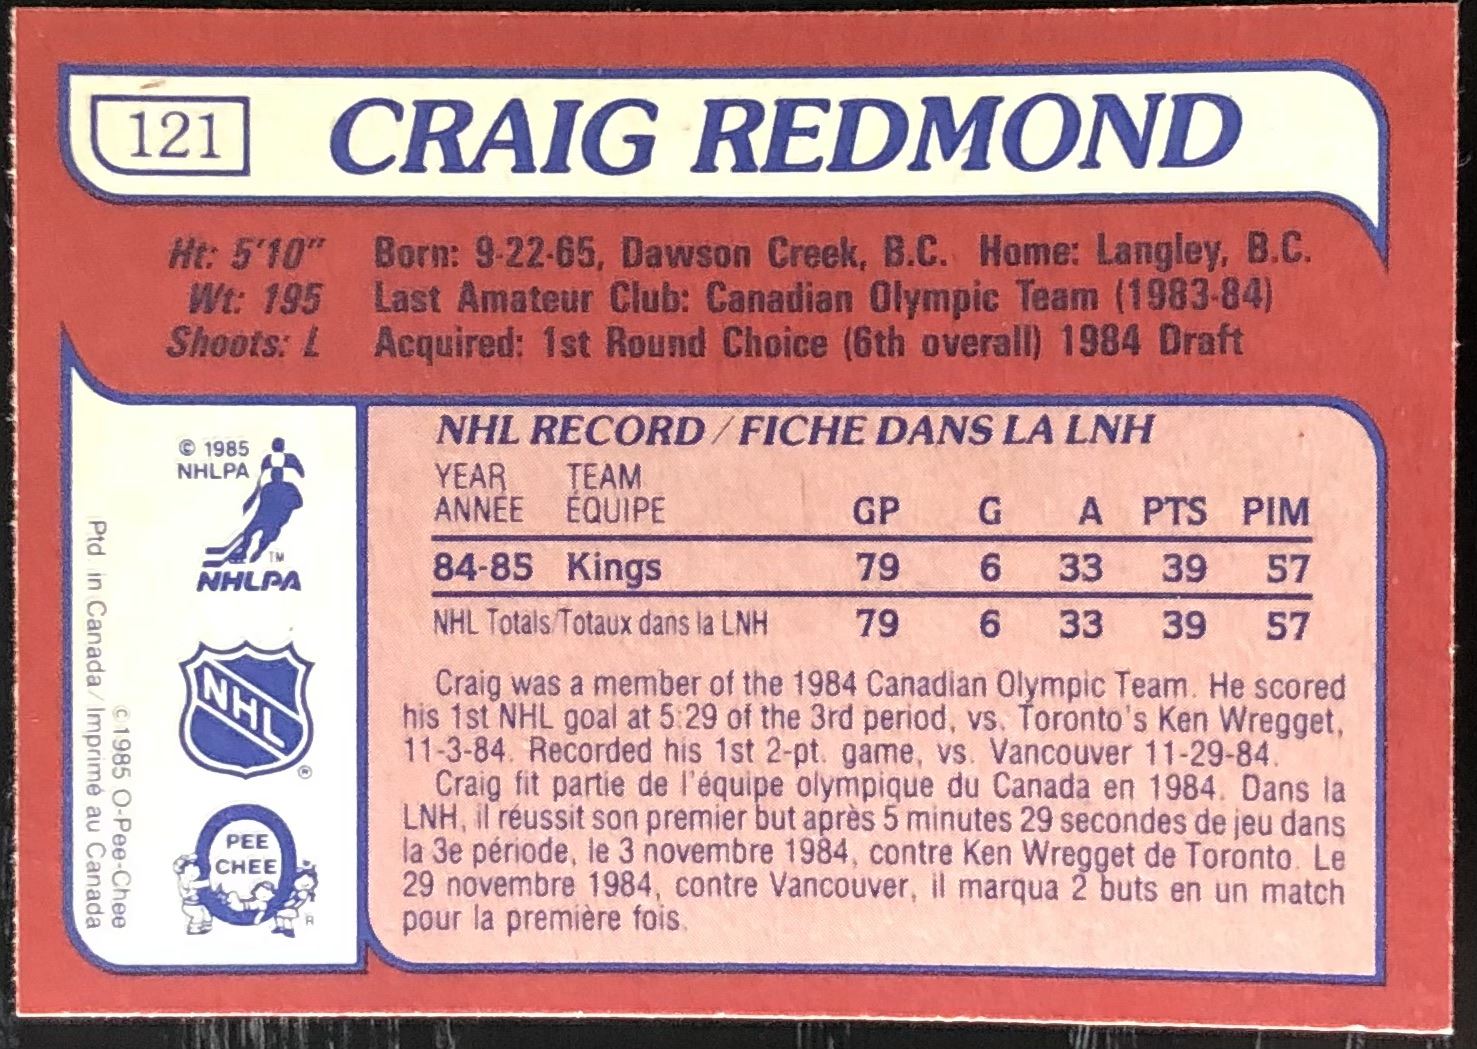 121 CRAIG REDMOND
Ht: 5'10" Born: 9-22-65, Dawson Creek, B.C. Home: Langley, B.C.
Wt: 195 Last Amateur Club: Canadian Olympic Team (1983-84)
Shoots: L Acquired: 1st Round Choice (6th overall) 1984 Draft
NHL RECORD/FICHE DANS LA LNH
YEAR TEAM
ANNÉE ÉQUIPE GP G A PTS PIM
84-85 Kings 79 6 33 39 57
NHL Totals/Totaux dans la LNH 79 6 33 39 57
Craig was a member of the 1984 Canadian Olympic Team. He scored
his 1st NHL goal at 5:29 of the 3rd period, vs. Toronto's Ken Wregget,
11-3-84. Recorded his 1st 2-pt. game, vs. Vancouver 11-29-84.
Craig fit partie de l'équipe olympique du Canada en 1984. Dans la
LNH, il réussit son premier but après 5 minutes 29 secondes de jeu dans
la 3e période, le 3 novembre 1984, contre Ken Wregget de Toronto. Le
29 novembre 1984, contre Vancouver, il marqua 2 buts en un match
pour la première fois.
© 1985
NHLPA
TM
NHLPA
NHL
®
PEE
CHEE
R
© 1985 O-Pee-Chee
Ptd. in Canada/Imprimé au Canada